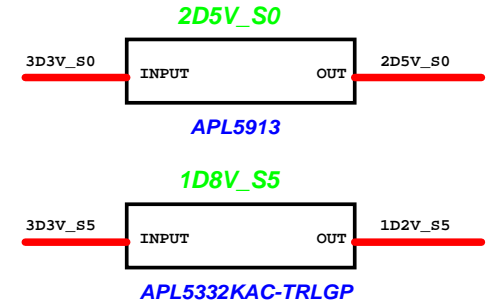 2D5V_S0
3D3V_S0
2D5V_S0
INPUT
OUT
APL5913
1D8V_S5
3D3V_S5
1D2V_S5
INPUT
OUT
APL5332KAC-TRLGP